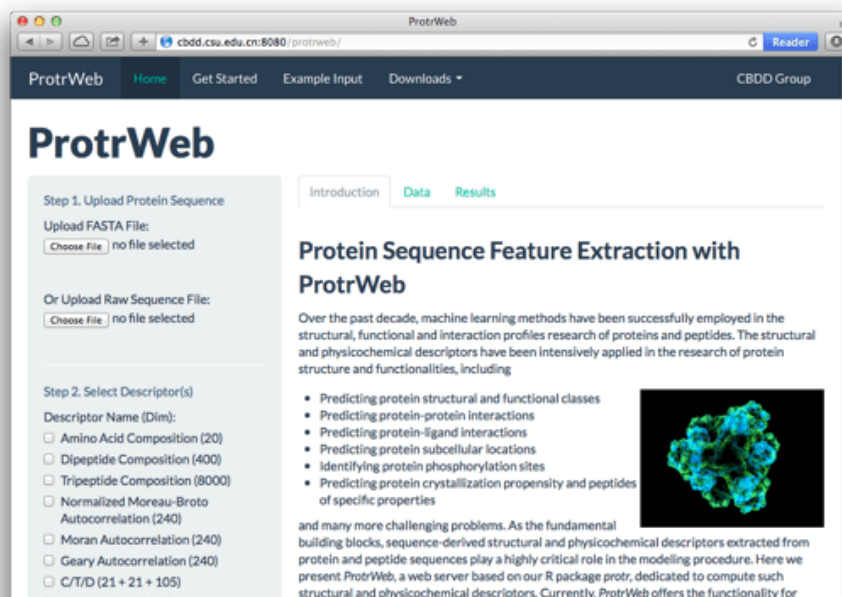 ProtrWeb
cbdd.csu.edu.cn:8080/protrweb/
Reader
ProtrWeb
Home
Get Started
Example Input
Downloads
CBDD Group
ProtrWeb
Step 1. Upload Protein Sequence
Upload FASTA File:
Choose File no file selected
Or Upload Raw Sequence File:
Choose File no file selected
Step 2. Select Descriptor(s)
Descriptor Name (Dim):
Amino Acid Composition (20)
Dipeptide Composition (400)
Tripeptide Composition (8000)
Normalized Moreau-Broto
Autocorrelation (240)
Moran Autocorrelation (240)
Geary Autocorrelation (240)
C/T/D (21 + 21 + 105)
Introduction
Data
Results
Protein Sequence Feature Extraction with
ProtrWeb
Over the past decade, machine learning methods have been successfully employed in the
structural, functional and interaction profiles research of proteins and peptides. The structural
and physicochemical descriptors have been intensively applied in the research of protein
structure and functionalities, including
Predicting protein structural and functional classes
Predicting protein-protein interactions
Predicting protein-ligand interactions
Predicting protein subcellular locations
Identifying protein phosphorylation sites
Predicting protein crystallization propensity and peptides
of specific properties
and many more challenging problems. As the fundamental
building blocks, sequence-derived structural and physicochemical descriptors extracted from
protein and peptide sequences play a highly critical role in the modeling procedure. Here we
present ProtrWeb, a web server based on our R package protr, dedicated to compute such
structural and physicochemical descriptors. Currently, ProtrWeb offers the functionality for